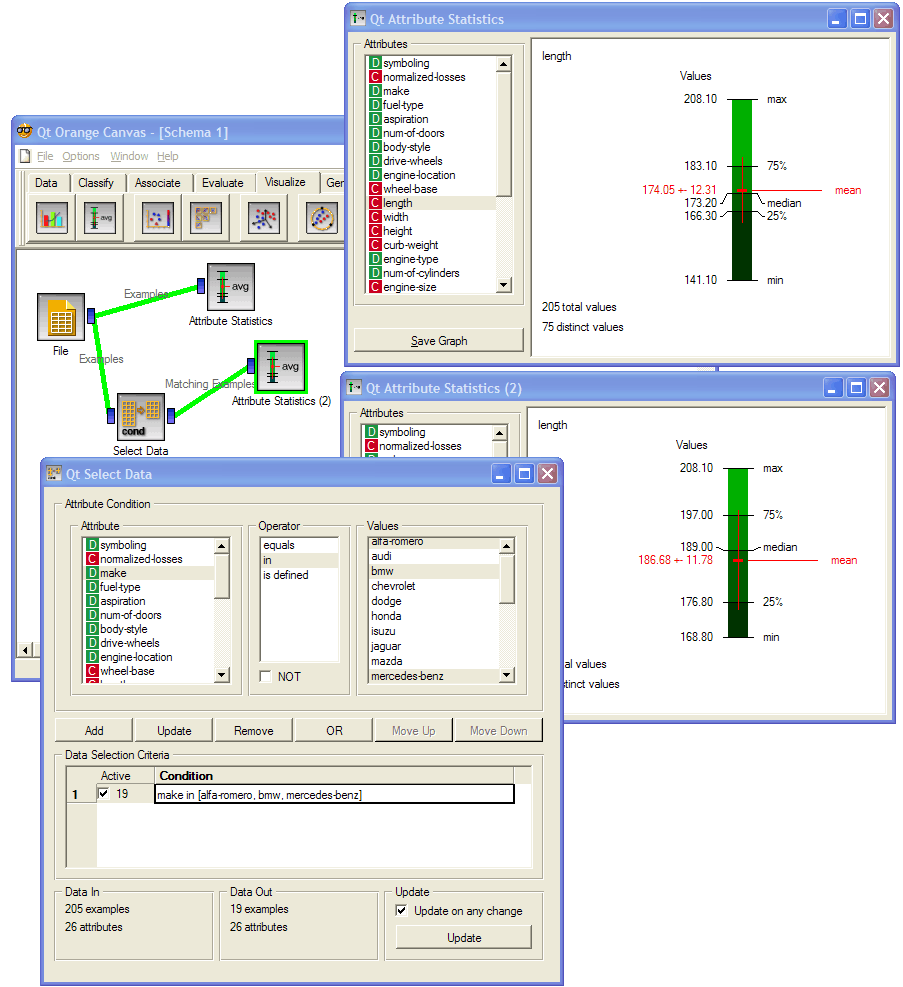 Qt Attribute Statistics
Attributes
D symboling
C normalized-losses
D make
D fuel-type
D aspiration
D num-of-doors
D body-style
D drive-wheels
D engine-location
C wheel-base
C length
C width
C height
C curb-weight
D engine-type
D num-of-cylinders
C engine-size
Save Graph
length
Values
208.10 max
183.10 75%
174.05 +- 12.31 mean
173.20 median
166.30 25%
141.10 min
205 total values
75 distinct values
Qt Orange Canvas - [Schema 1]
File Options Window Help
Data Classify Associate Evaluate Visualize
avg
Examples
avg
Attribute Statistics
File
Examples
Matching Examples
avg
Attribute Statistics (2)
cond
Select Data
Qt Attribute Statistics (2)
Attributes
D symboling
C normalized-losses
length
Values
208.10 max
197.00 75%
189.00 median
186.68 +- 11.78 mean
176.80 25%
168.80 min
values
distinct values
Qt Select Data
Attribute Condition
Attribute
D symboling
C normalized-losses
D make
D fuel-type
D aspiration
D num-of-doors
D body-style
D drive-wheels
D engine-location
C wheel-base
Operator
equals
in
is defined
NOT
Values
alfa-romero
audi
bmw
chevrolet
dodge
honda
isuzu
jaguar
mazda
mercedes-benz
Add Update Remove OR Move Up Move Down
Data Selection Criteria
Active Condition
1 19 make in [alfa-romero, bmw, mercedes-benz]
Data In
205 examples
26 attributes
Data Out
19 examples
26 attributes
Update
Update on any change
Update